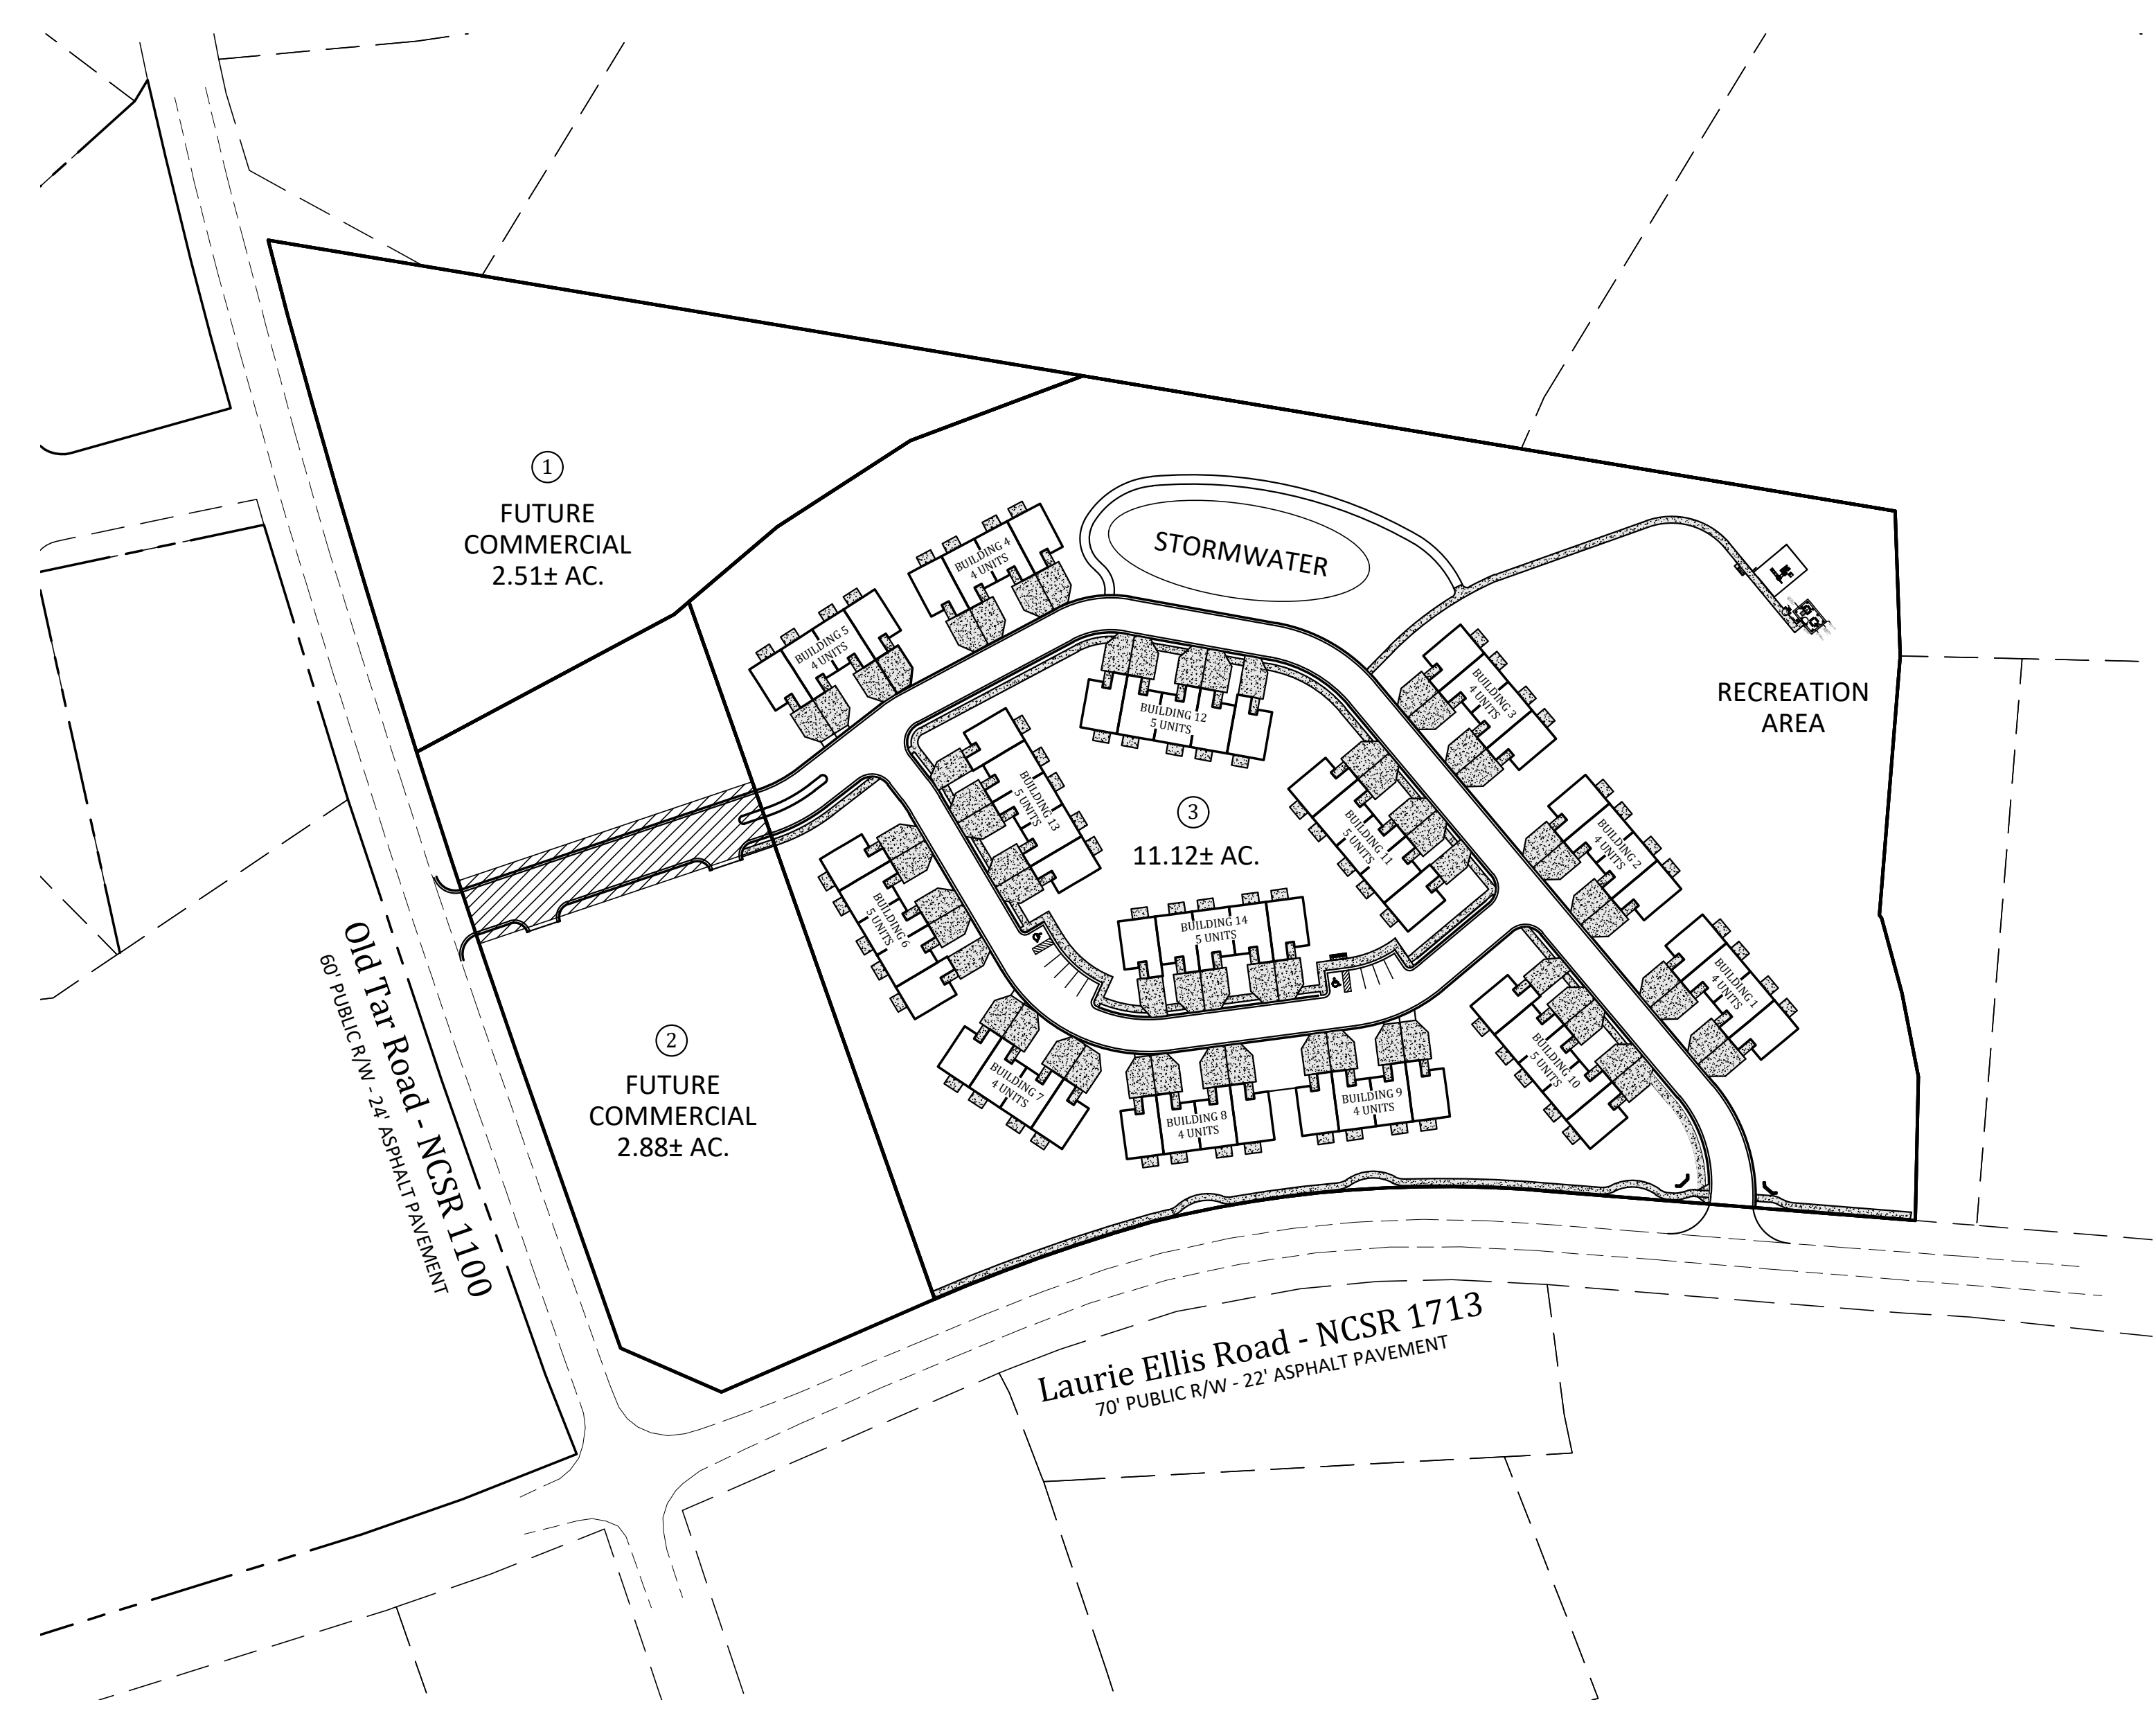 1
FUTURE
COMMERCIAL
2.51± AC.
STORMWATER
BUILDING 4
4 UNITS
BUILDING 5
4 UNITS
BUILDING 3
4 UNITS
RECREATION
AREA
BUILDING 12
5 UNITS
BUILDING 13
5 UNITS
3
11.12± AC.
BUILDING 11
5 UNITS
BUILDING 2
4 UNITS
BUILDING 6
5 UNITS
BUILDING 14
5 UNITS
BUILDING 1
4 UNITS
Old Tar Road - NCSR 1100
60' PUBLIC R/W - 24' ASPHALT PAVEMENT
2
FUTURE
COMMERCIAL
2.88± AC.
BUILDING 7
4 UNITS
BUILDING 8
4 UNITS
BUILDING 9
4 UNITS
BUILDING 10
5 UNITS
Laurie Ellis Road - NCSR 1713
70' PUBLIC R/W - 22' ASPHALT PAVEMENT